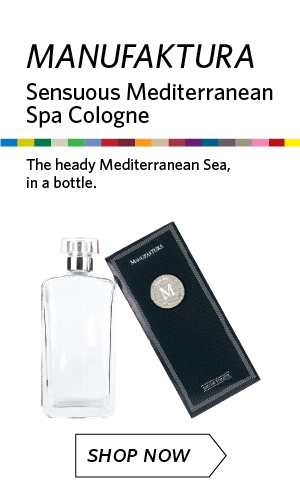 MANUFAKTURA
Sensuous Mediterranean
Spa Cologne
The heady Mediterranean Sea,
in a bottle.
MANUFAKTURA
M
SHOP NOW